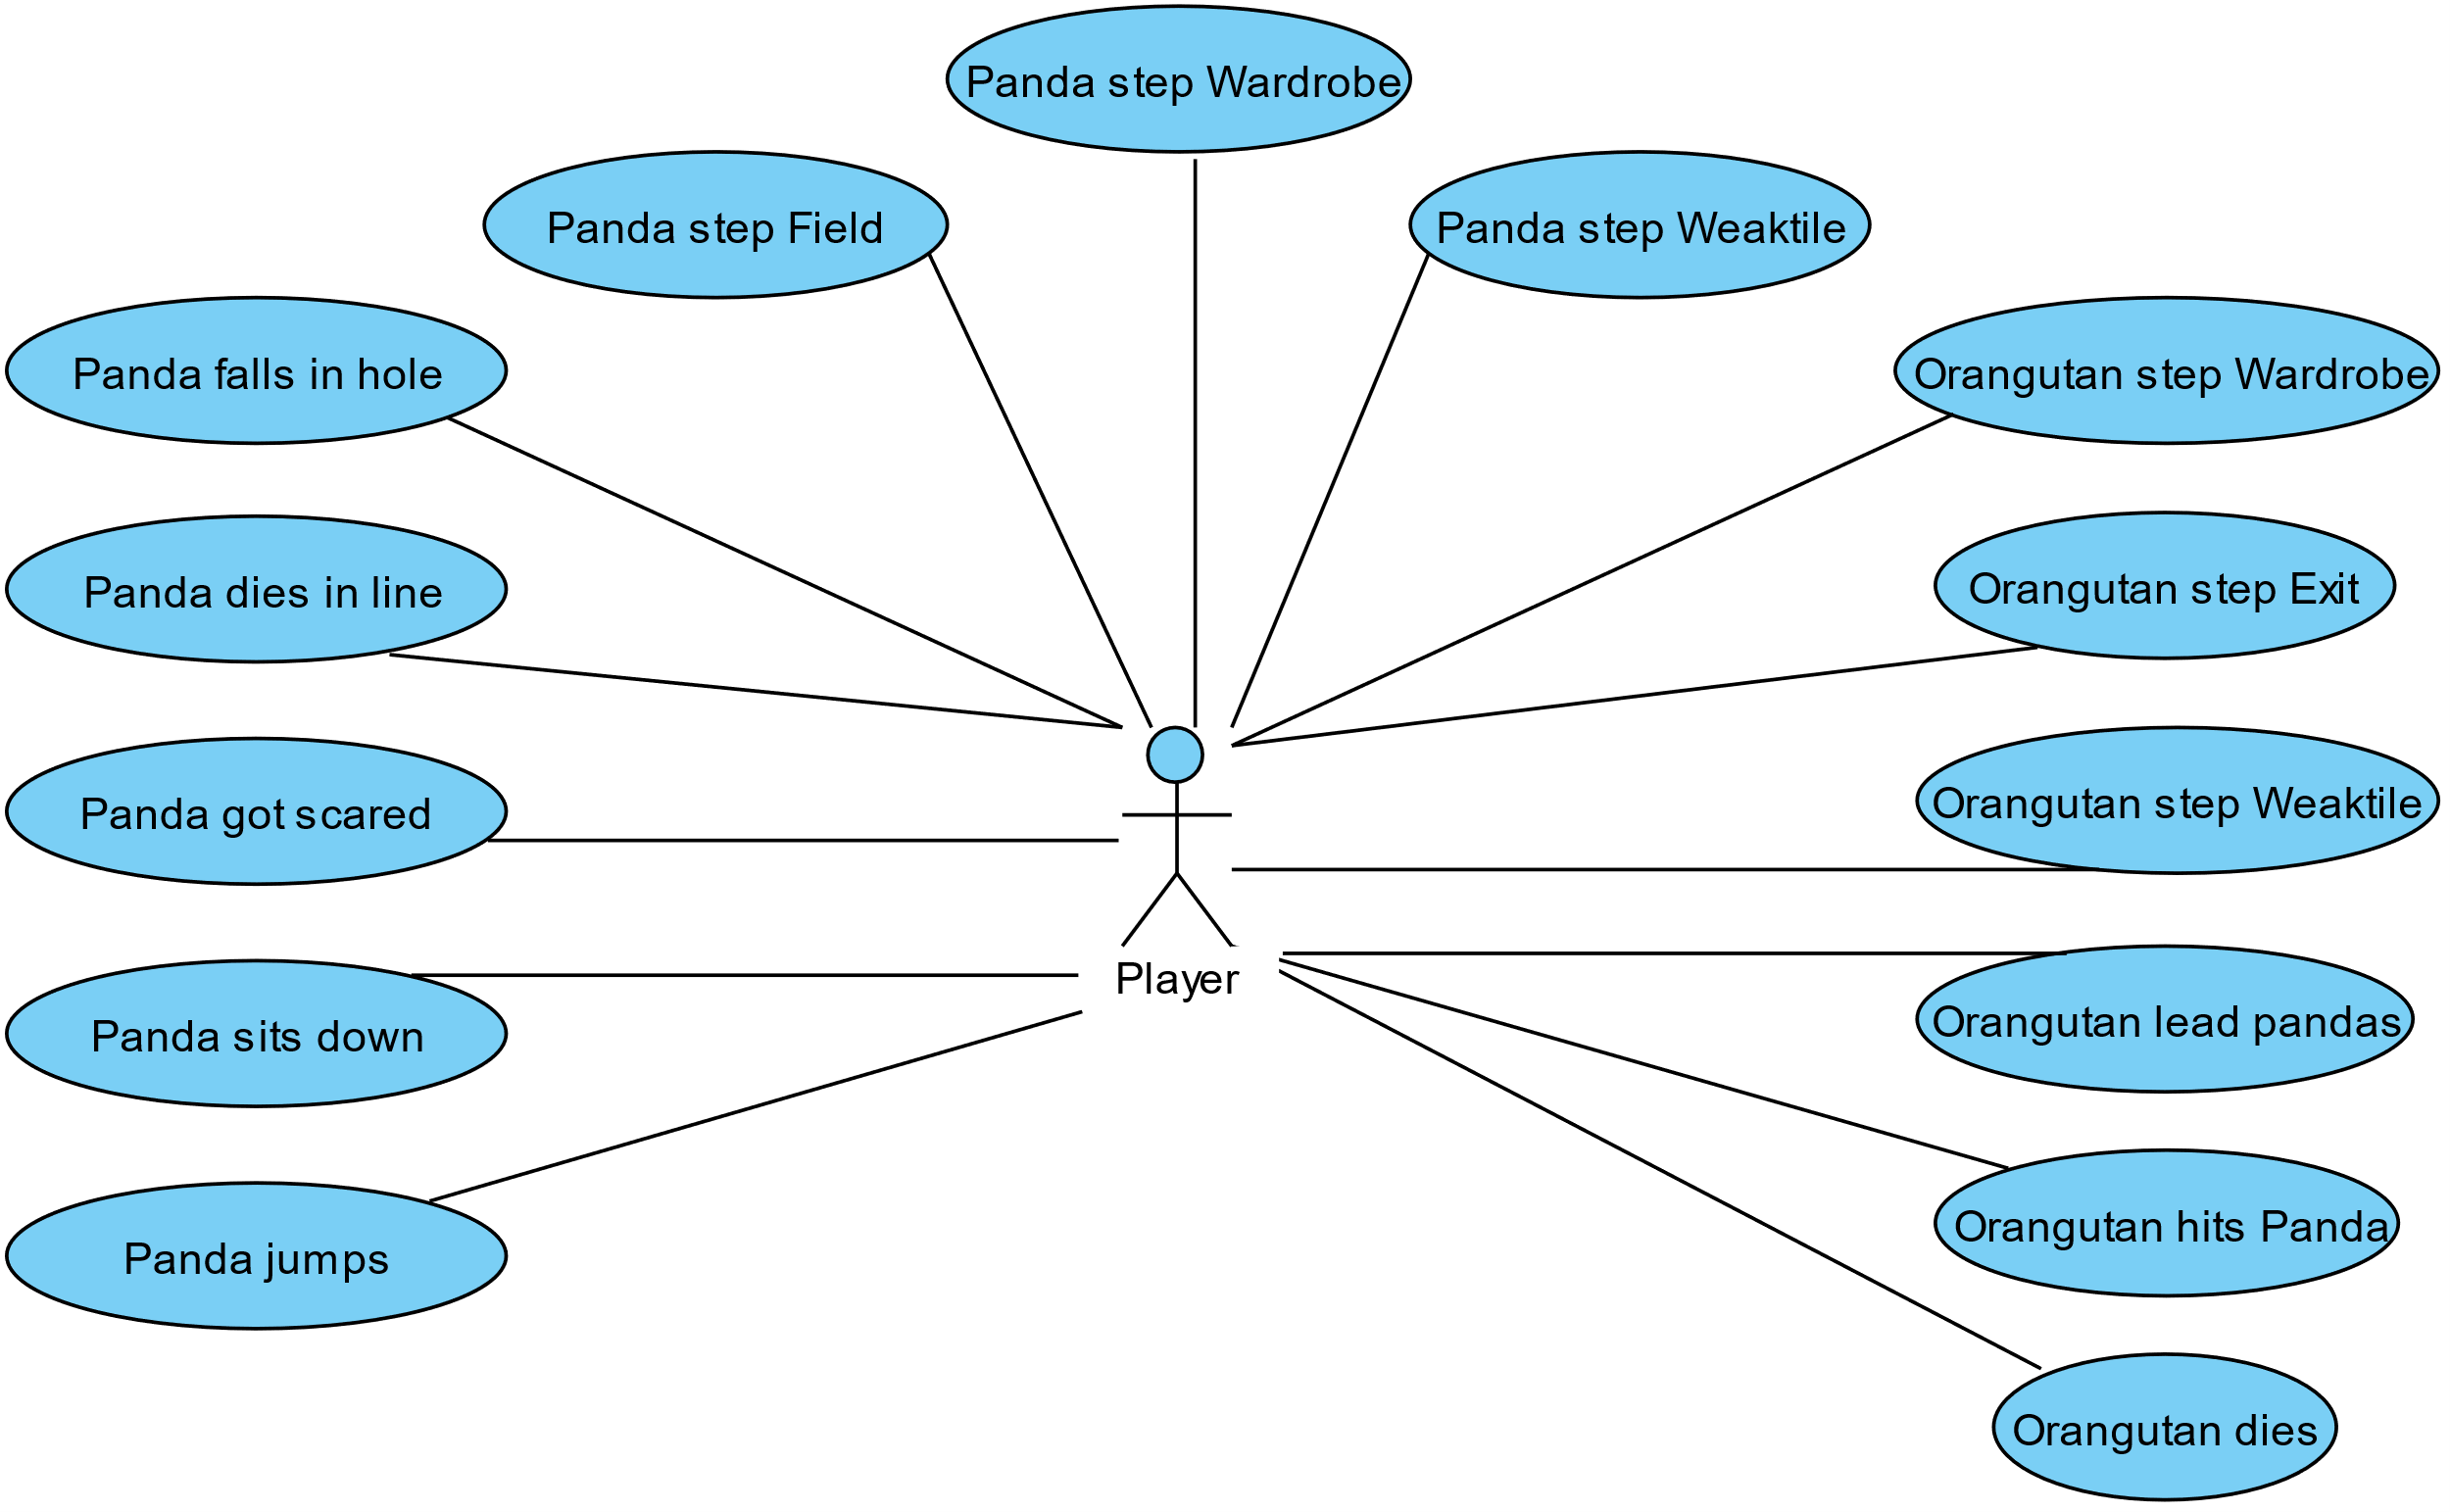 Panda step Wardrobe
Panda step Field
Panda step Weaktile
Panda falls in hole
Orangutan step Wardrobe
Panda dies in line
Orangutan step Exit
Panda got scared
Orangutan step Weaktile
Player
Panda sits down
Orangutan lead pandas
Panda jumps
Orangutan hits Panda
Orangutan dies